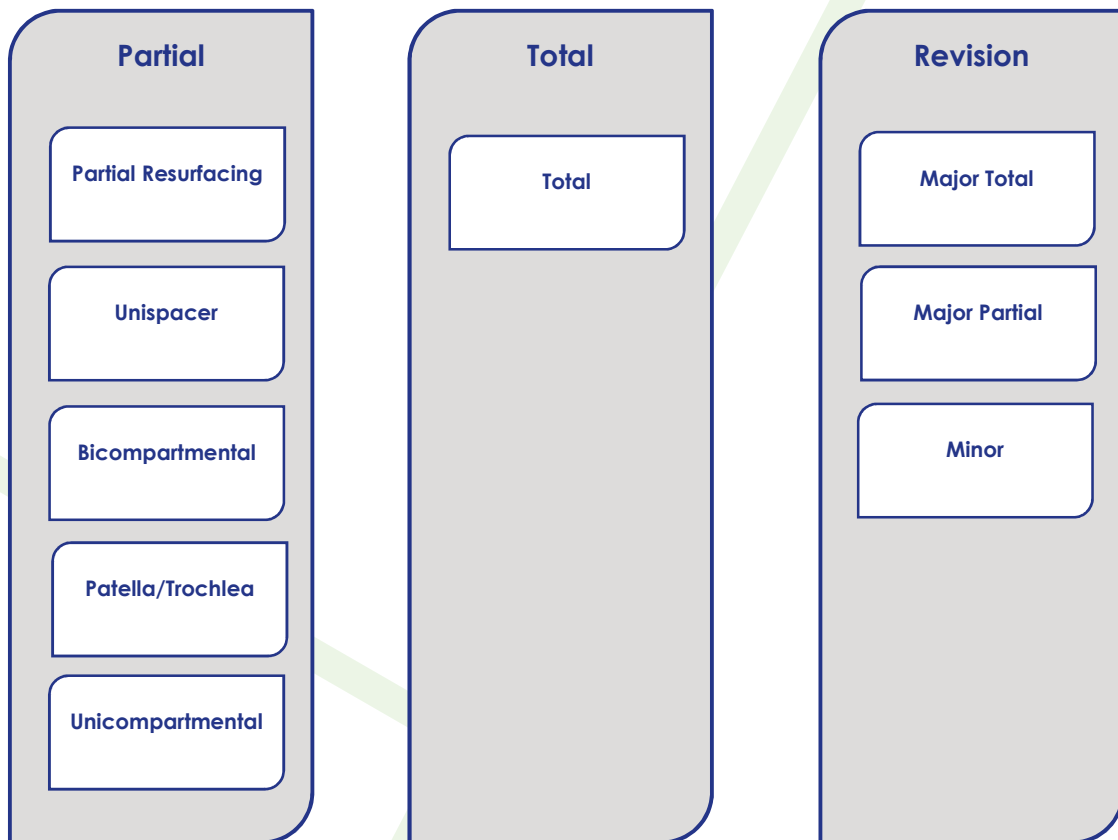 Partial
Partial Resurfacing
Unispacer
Bicompartmental
Patella/Trochlea
Unicompartmental
Total
Total
Revision
Major Total
Major Partial
Minor